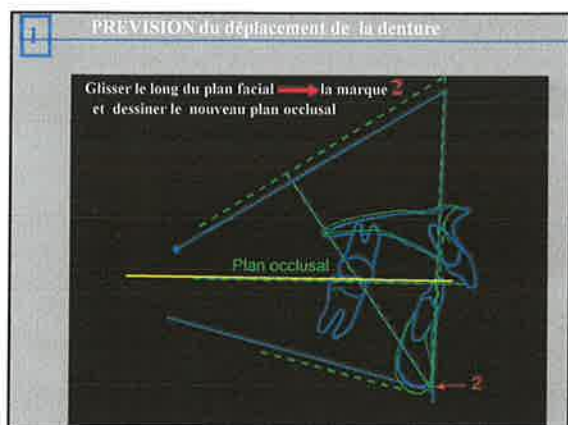 1
PREVISION du déplacement de la denture
Glisser le long du plan facial la marque 2
et dessiner le nouveau plan occlusal
Plan occlusal
2